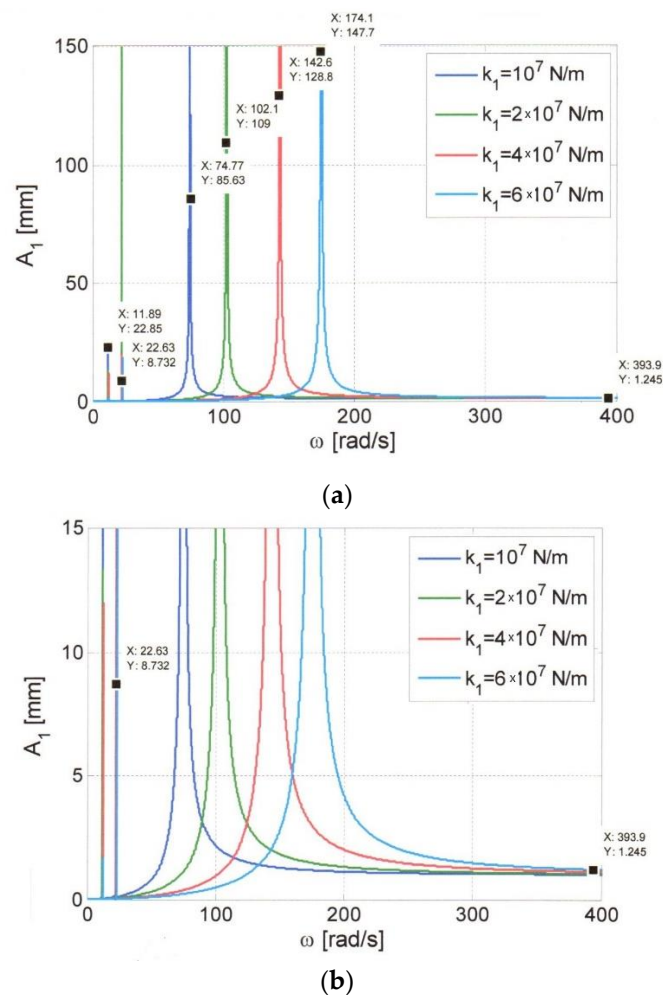 X: 174.1
Y: 147.7
150
X: 142.6
Y: 128.8
k1=10^7 N/m
k1=2×10^7 N/m
k1=4×10^7 N/m
k1=6×10^7 N/m
X: 102.1
Y: 109
100
X: 74.77
Y: 85.63
A1 [mm]
50
X: 11.89
Y: 22.85
X: 22.63
Y: 8.732
X: 393.9
Y: 1.245
0
0 100 200 300 400
ω [rad/s]
(a)
15
k1=10^7 N/m
k1=2×10^7 N/m
k1=4×10^7 N/m
k1=6×10^7 N/m
10
X: 22.63
Y: 8.732
A1 [mm]
5
X: 393.9
Y: 1.245
0
0 100 200 300 400
ω [rad/s]
(b)